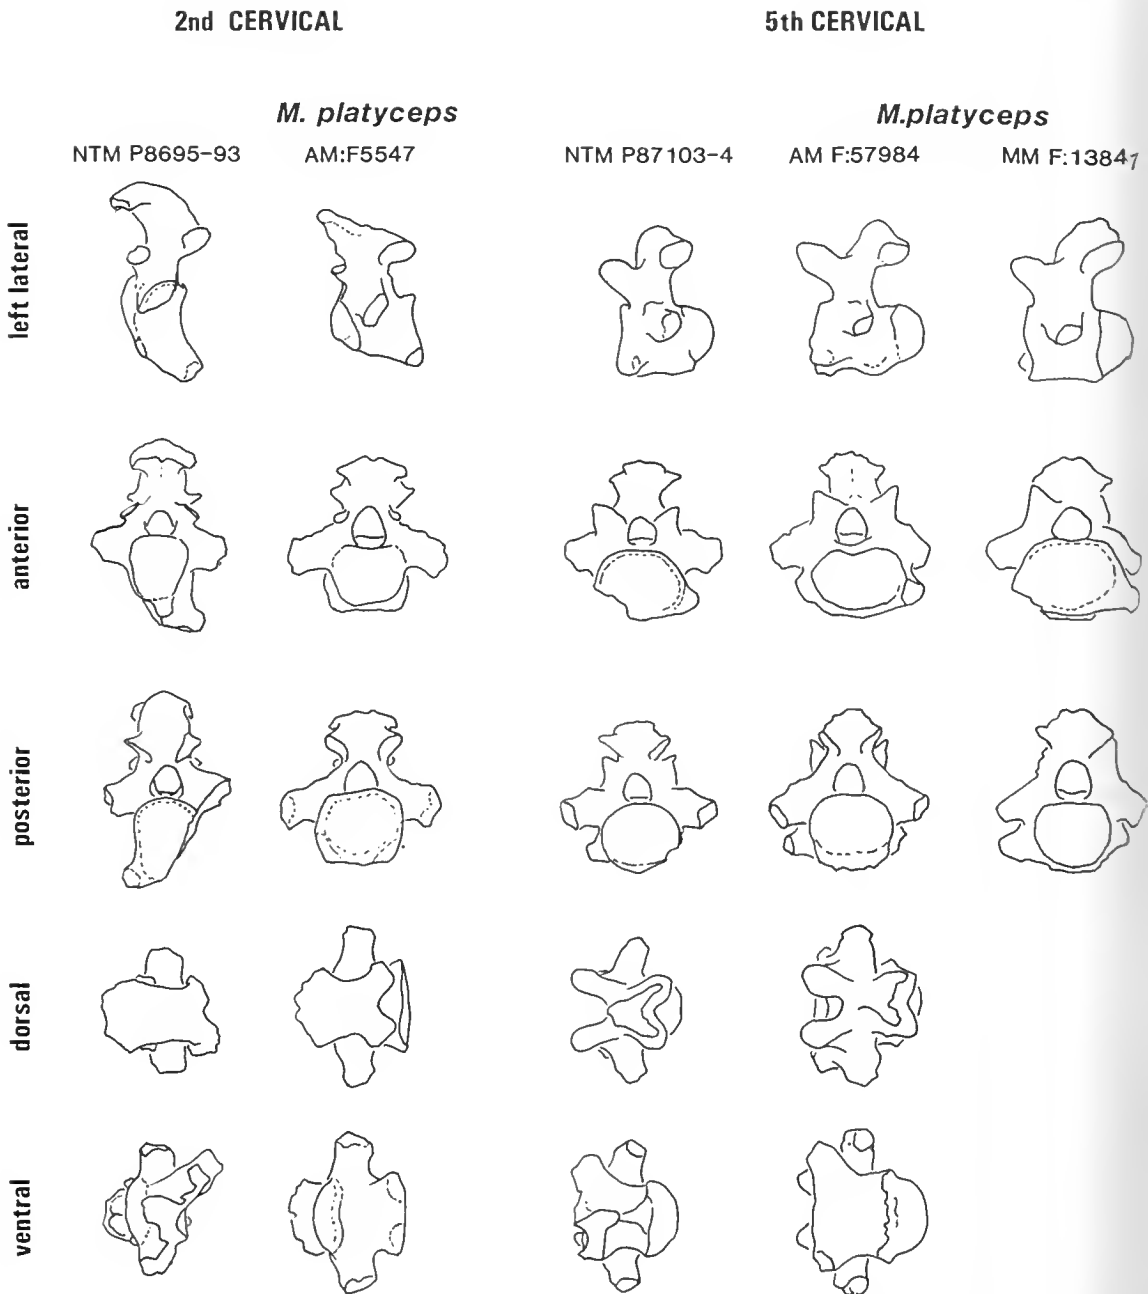 2nd CERVICAL 5th CERVICAL
M. platyceps M.platyceps
NTM P8695-93 AM:F5547 NTM P87103-4 AM F:57984 MM F:13847
left lateral
anterior
posterior
dorsal
ventral